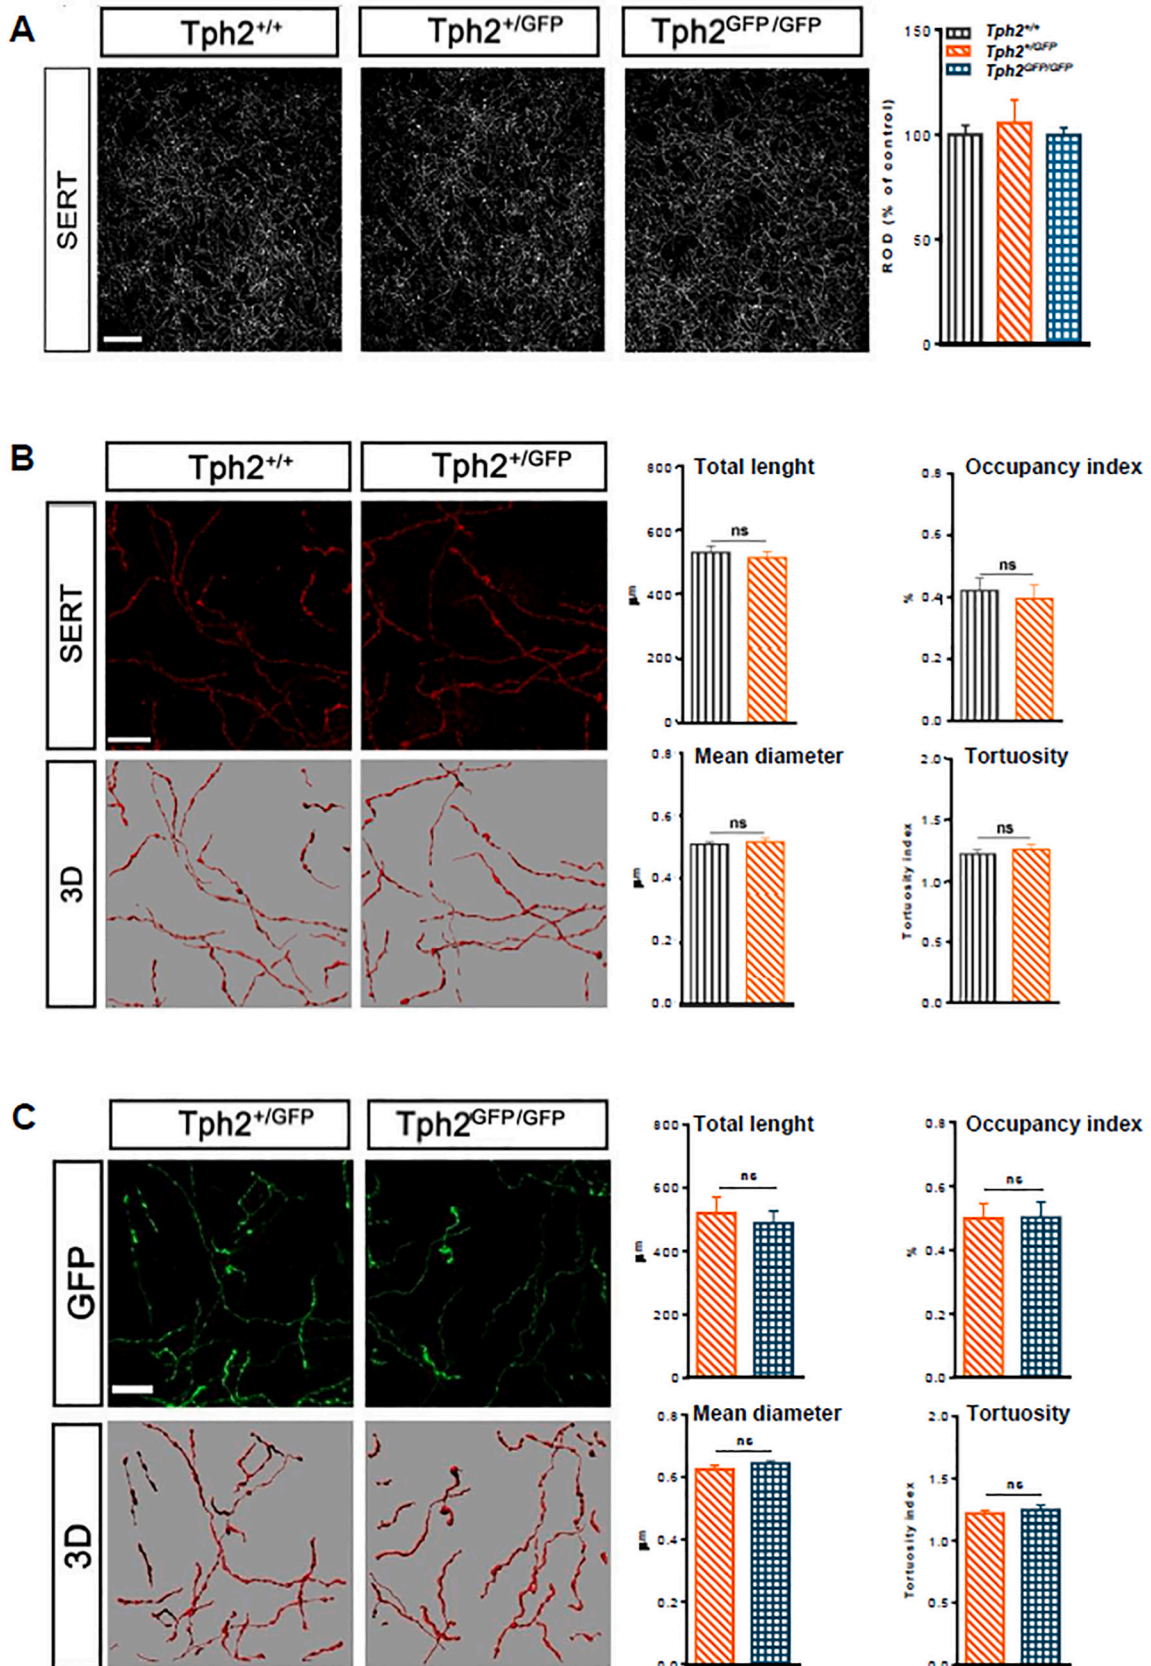 A
Tph2+/+
Tph2+/GFP
Tph2GFP/GFP
SERT
150
100
50
0
ROD (% of control)
Tph2+/+
Tph2+/GFP
Tph2GFP/GFP
B
Tph2+/+
Tph2+/GFP
SERT
3D
Total lenght
800
600
400
200
0
µm
ns
Occupancy index
0.8
0.6
0.4
0.2
0.0
%
ns
Mean diameter
0.8
0.6
0.4
0.2
0.0
µm
ns
Tortuosity
2.0
1.5
1.0
0.5
0.0
Tortuosity index
ns
C
Tph2+/GFP
Tph2GFP/GFP
GFP
3D
Total lenght
800
600
400
200
0
µm
ns
Occupancy index
0.8
0.6
0.4
0.2
0.0
%
ns
Mean diameter
0.8
0.6
0.4
0.2
0.0
µm
ns
Tortuosity
2.0
1.5
1.0
0.5
0.0
Tortuosity index
ns